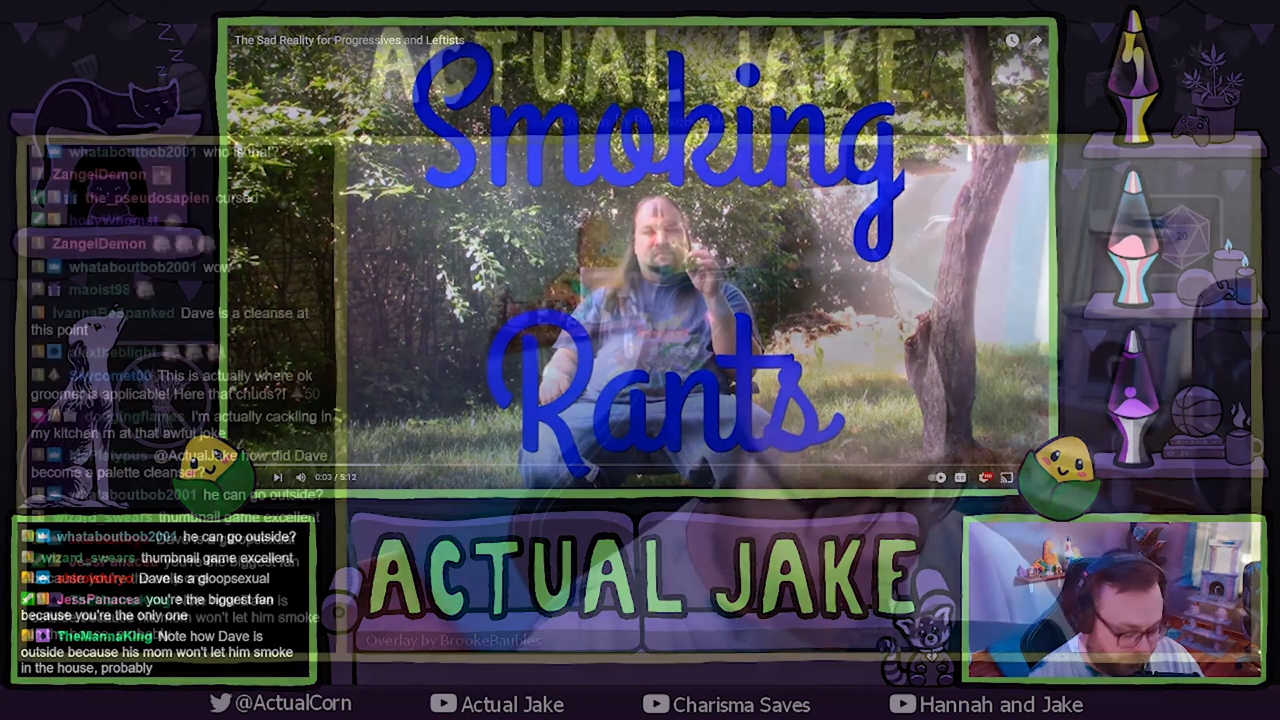 The Sad Reality for Progressives and Leftists
ACTUAL JAKE
Smoking
Rants
whataboutbob2001 who is that?
ZangelDemon
the_pseudosapien cursed
ZangelDemon
whataboutbob2001 wow
maoist98
Dave is a cleanse at
this point
This is actually where ok
groomer is applicable! Here that chuds?!
I'm actually cackling in
my kitchen rn at that awful joke
@ActualJake how did Dave
become a palette cleanser?
whataboutbob2001 he can go outside?
wizard_swears thumbnail game excellent
0:03 / 5:12
20
whataboutbob2001 he can go outside?
wizard_swears thumbnail game excellent
Dave is a gloopsexual
JessPanacea you're the biggest fan
because you're the only one
TheMamaKing Note how Dave is
outside because his mom won't let him smoke
in the house, probably
ACTUAL JAKE
Overlay by BrookeBaubles
@ActualCorn
Actual Jake
Charisma Saves
Hannah and Jake